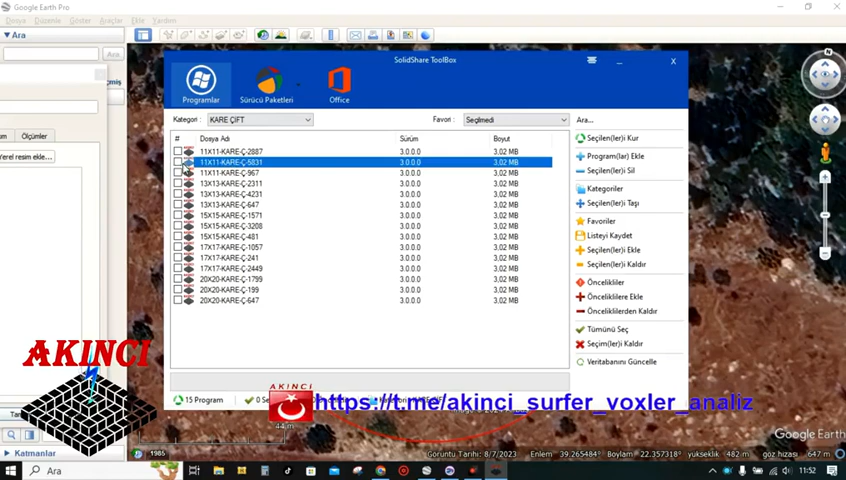 Google Earth Pro
Dosya Düzenle Göster Araçlar Ekle Yardım
Ara
Ara
Ölçümler
Yerel resim ekle...
Katmanlar
SolidShare ToolBox
Programlar
Sürücü Paketleri
Office
Kategori
KARE ÇİFT
Favori :
Seçilmedi
Ara...
# Dosya Adı Sürüm Boyut
11X11-KARE-Ç-2887 3.0.0.0 3,02 MB
11X11-KARE-Ç-5831 3.0.0.0 3,02 MB
11X11-KARE-Ç-967 3.0.0.0 3,02 MB
13X13-KARE-Ç-2311 3.0.0.0 3,02 MB
13X13-KARE-Ç-4231 3.0.0.0 3,02 MB
13X13-KARE-Ç-647 3.0.0.0 3,02 MB
15X15-KARE-Ç-1571 3.0.0.0 3,02 MB
15X15-KARE-Ç-3208 3.0.0.0 3,02 MB
15X15-KARE-Ç-481 3.0.0.0 3,02 MB
17X17-KARE-Ç-1057 3.0.0.0 3,02 MB
17X17-KARE-Ç-241 3.0.0.0 3,02 MB
17X17-KARE-Ç-2449 3.0.0.0 3,02 MB
20X20-KARE-Ç-1799 3.0.0.0 3,02 MB
20X20-KARE-Ç-199 3.0.0.0 3,02 MB
20X20-KARE-Ç-647 3.0.0.0 3,02 MB
Seçilen(ler)i Kur
Program(lar) Ekle
Seçilen(ler)i Sil
Kategoriler
Seçilen(ler)i Taşı
Favoriler
Listeyi Kaydet
Seçilen(ler)i Ekle
Seçilen(ler)i Kaldır
Öncelikliler
Önceliklilere Ekle
Önceliklilerden Kaldır
Tümünü Seç
Seçim(ler)i Kaldır
Veritabanını Güncelle
15 Program
AKINCI
AKINCI
https://t.me/akinci_surfer_voxler_analiz
44 m
Google Earth
1985
Görüntü Tarihi: 8/7/2023 Enlem 39.265484° Boylam 22.357318° yükseklik 482 m göz hizası 647 m
Ara
11:52
N